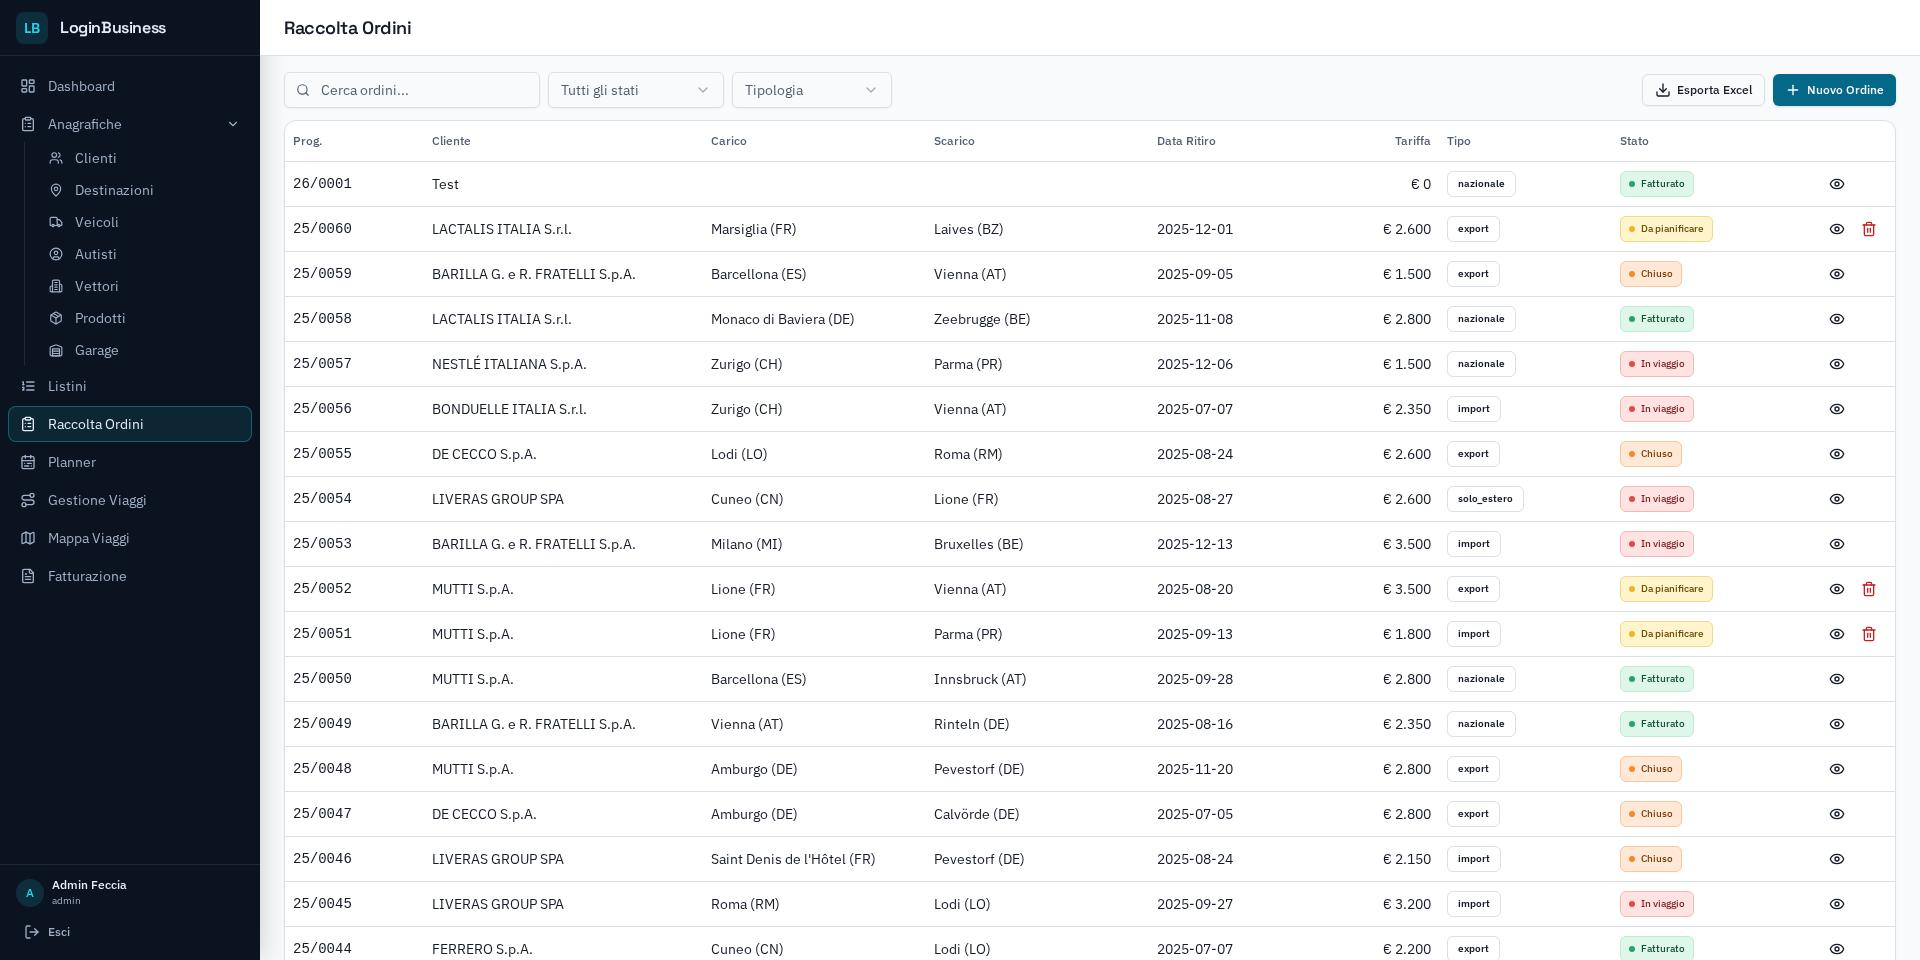 LB LoginBusiness
Raccolta Ordini
Dashboard
Anagrafiche
Clienti
Destinazioni
Veicoli
Autisti
Vettori
Prodotti
Garage
Listini
Raccolta Ordini
Planner
Gestione Viaggi
Mappa Viaggi
Fatturazione
A Admin Feccia
admin
Esci
Cerca ordini... Tutti gli stati Tipologia Esporta Excel Nuovo Ordine
Prog. Cliente Carico Scarico Data Ritiro Tariffa Tipo Stato
26/0001 Test € 0 nazionale Fatturato
25/0060 LACTALIS ITALIA S.r.l. Marsiglia (FR) Laives (BZ) 2025-12-01 € 2.600 export Da pianificare
25/0059 BARILLA G. e R. FRATELLI S.p.A. Barcellona (ES) Vienna (AT) 2025-09-05 € 1.500 export Chiuso
25/0058 LACTALIS ITALIA S.r.l. Monaco di Baviera (DE) Zeebrugge (BE) 2025-11-08 € 2.800 nazionale Fatturato
25/0057 NESTLÉ ITALIANA S.p.A. Zurigo (CH) Parma (PR) 2025-12-06 € 1.500 nazionale In viaggio
25/0056 BONDUELLE ITALIA S.r.l. Zurigo (CH) Vienna (AT) 2025-07-07 € 2.350 import In viaggio
25/0055 DE CECCO S.p.A. Lodi (LO) Roma (RM) 2025-08-24 € 2.600 export Chiuso
25/0054 LIVERAS GROUP SPA Cuneo (CN) Lione (FR) 2025-08-27 € 2.600 solo_estero In viaggio
25/0053 BARILLA G. e R. FRATELLI S.p.A. Milano (MI) Bruxelles (BE) 2025-12-13 € 3.500 import In viaggio
25/0052 MUTTI S.p.A. Lione (FR) Vienna (AT) 2025-08-20 € 3.500 export Da pianificare
25/0051 MUTTI S.p.A. Lione (FR) Parma (PR) 2025-09-13 € 1.800 import Da pianificare
25/0050 MUTTI S.p.A. Barcellona (ES) Innsbruck (AT) 2025-09-28 € 2.800 nazionale Fatturato
25/0049 BARILLA G. e R. FRATELLI S.p.A. Vienna (AT) Rinteln (DE) 2025-08-16 € 2.350 nazionale Fatturato
25/0048 MUTTI S.p.A. Amburgo (DE) Pevestorf (DE) 2025-11-20 € 2.800 export Chiuso
25/0047 DE CECCO S.p.A. Amburgo (DE) Calvörde (DE) 2025-07-05 € 2.800 export Chiuso
25/0046 LIVERAS GROUP SPA Saint Denis de l'Hôtel (FR) Pevestorf (DE) 2025-08-24 € 2.150 import Chiuso
25/0045 LIVERAS GROUP SPA Roma (RM) Lodi (LO) 2025-09-27 € 3.200 import In viaggio
25/0044 FERRERO S.p.A. Cuneo (CN) Lodi (LO) 2025-07-07 € 2.200 export Fatturato